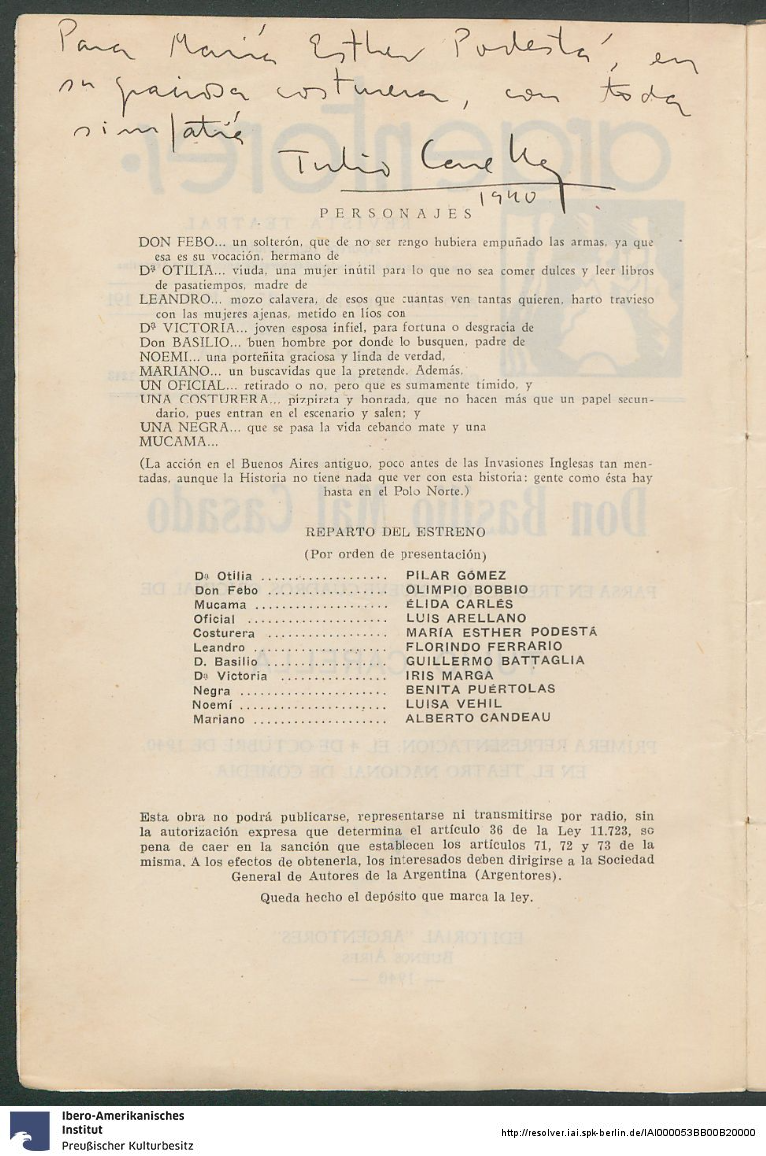 Para María Esther Podestá, en
su graciosa costurera, con toda
simpatía
Tulio Carella
1940
PERSONAJES
DON FEBO... un solterón, que de no ser rengo hubiera empuñado las armas, ya que
esa es su vocación, hermano de
Dª OTILIA... viuda, una mujer inútil para lo que no sea comer dulces y leer libros
de pasatiempos, madre de
LEANDRO... mozo calavera, de esos que cuantas ven tantas quieren, harto travieso
con las mujeres ajenas, metido en líos con
Dª VICTORIA... joven esposa infiel, para fortuna o desgracia de
Don BASILIO... buen hombre por donde lo busquen, padre de
NOEMI... una porteñita graciosa y linda de verdad,
MARIANO... un buscavidas que la pretende. Además,
UN OFICIAL... retirado o no, pero que es sumamente tímido, y
UNA COSTURERA... pizpireta y honrada, que no hacen más que un papel secun-
dario, pues entran en el escenario y salen; y
UNA NEGRA... que se pasa la vida cebando mate y una
MUCAMA...
(La acción en el Buenos Aires antiguo, poco antes de las Invasiones Inglesas tan men-
tadas, aunque la Historia no tiene nada que ver con esta historia: gente como ésta hay
hasta en el Polo Norte.)
REPARTO DEL ESTRENO
(Por orden de presentación)
Dª Otilia .................. PILAR GÓMEZ
Don Febo ................. OLIMPIO BOBBIO
Mucama ................... ÉLIDA CARLÉS
Oficial .................... LUIS ARELLANO
Costurera ................. MARÍA ESTHER PODESTÁ
Leandro ................... FLORINDO FERRARIO
D. Basilio ................. GUILLERMO BATTAGLIA
Dª Victoria ............... IRIS MARGA
Negra ..................... BENITA PUÉRTOLAS
Noemí ..................... LUISA VEHIL
Mariano ................... ALBERTO CANDEAU
Esta obra no podrá publicarse, representarse ni transmitirse por radio, sin
la autorización expresa que determina el artículo 36 de la Ley 11.723, so
pena de caer en la sanción que establecen los artículos 71, 72 y 73 de la
misma. A los efectos de obtenerla, los interesados deben dirigirse a la Sociedad
General de Autores de la Argentina (Argentores).
Queda hecho el depósito que marca la ley.
Ibero-Amerikanisches
Institut
Preußischer Kulturbesitz
http://resolver.iai.spk-berlin.de/IAI000053BB00B20000